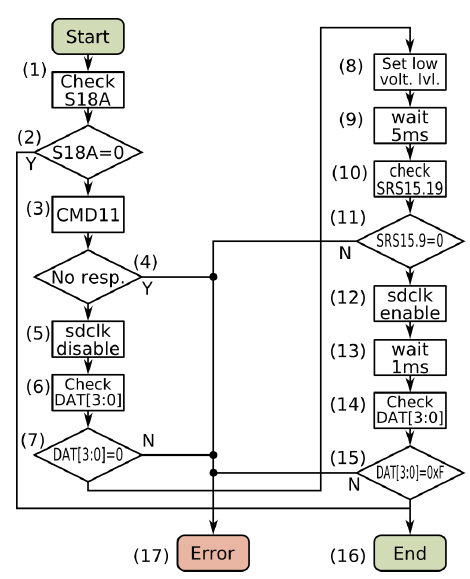 Start
(1)
Check
S18A
(2)
S18A=0
Y
(3)
CMD11
(4)
No resp.
Y
(5)
sdclk
disable
(6)
Check
DAT[3:0]
(7)
DAT[3:0]=0
N
(8)
Set low
volt. lvl.
(9)
wait
5ms
(10)
check
SRS15.19
(11)
SRS15.9=0
N
(12)
sdclk
enable
(13)
wait
1ms
(14)
Check
DAT[3:0]
(15)
DAT[3:0]=0xF
N
(17)
Error
(16)
End